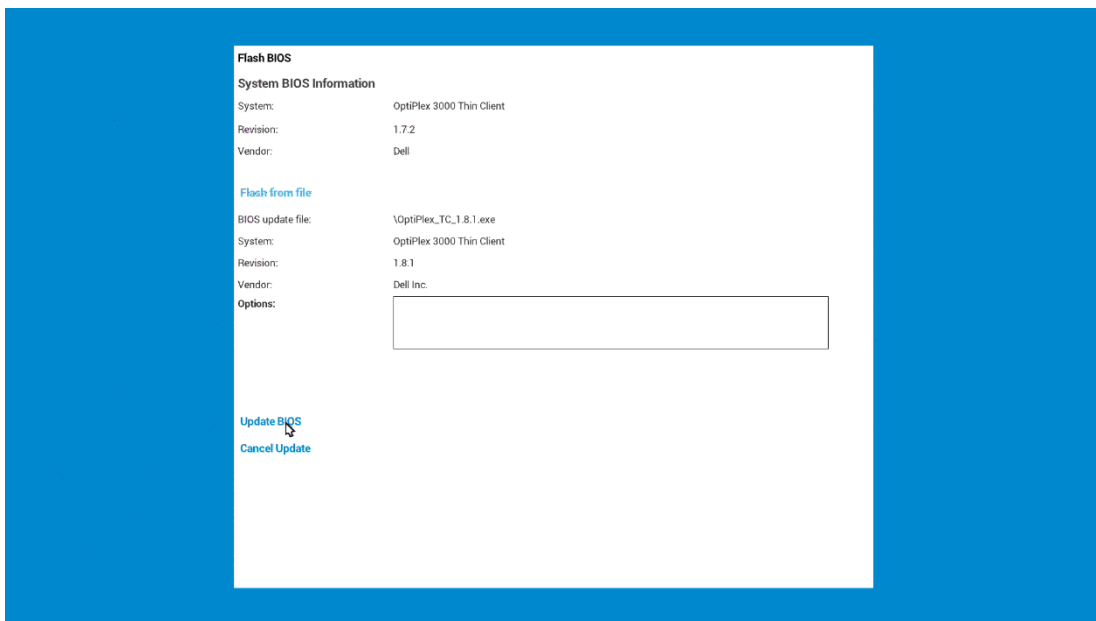 Flash BIOS
System BIOS Information
System: OptiPlex 3000 Thin Client
Revision: 1.7.2
Vendor: Dell
Flash from file
BIOS update file: \OptiPlex_TC_1.8.1.exe
System: OptiPlex 3000 Thin Client
Revision: 1.8.1
Vendor: Dell Inc.
Options:
Update BIOS
Cancel Update